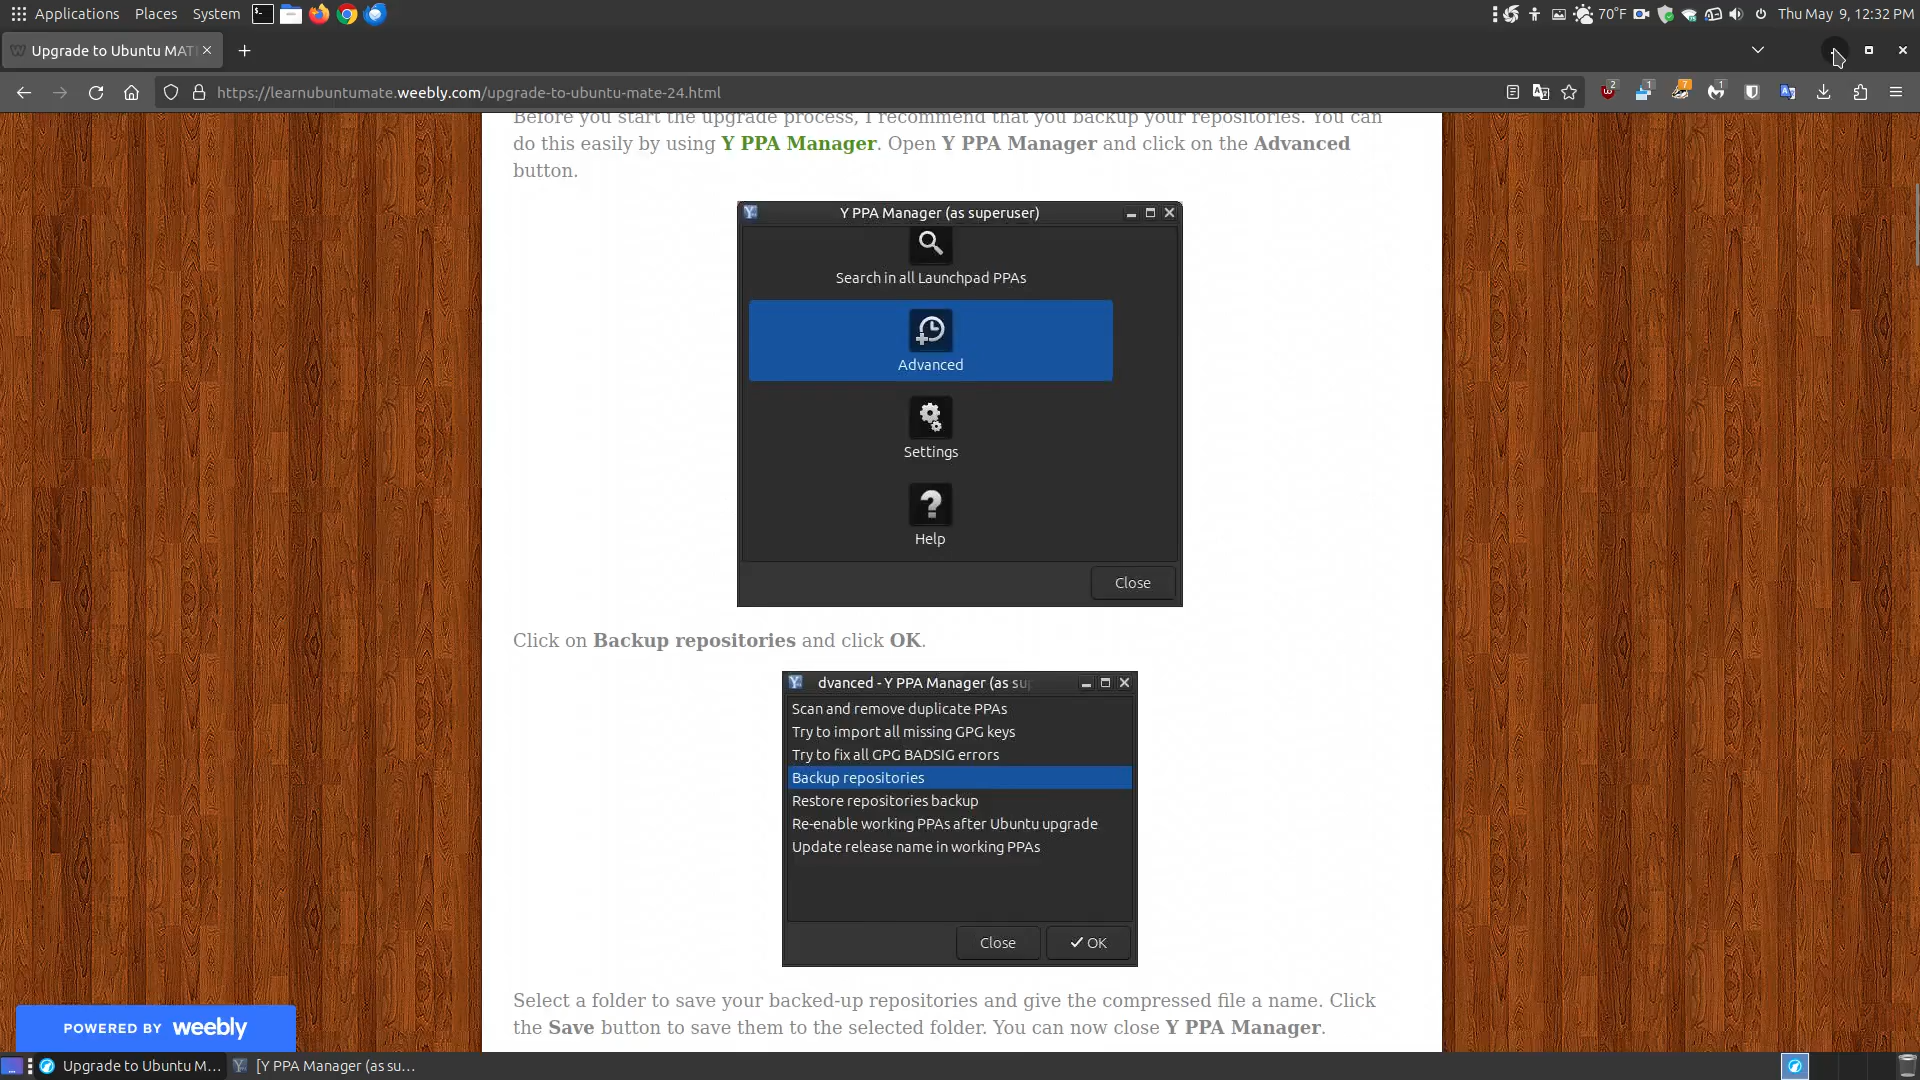 Applications Places System 70°F Thu May 9, 12:32 PM
Upgrade to Ubuntu MAT
https://learnubuntumate.weebly.com/upgrade-to-ubuntu-mate-24.html
2 1 7 1
Before you start the upgrade process, I recommend that you backup your repositories. You can
do this easily by using Y PPA Manager. Open Y PPA Manager and click on the Advanced
button.
Y PPA Manager (as superuser)
Search in all Launchpad PPAs
Advanced
Settings
Help
Close
Click on Backup repositories and click OK.
dvanced - Y PPA Manager (as sup
Scan and remove duplicate PPAs
Try to import all missing GPG keys
Try to fix all GPG BADSIG errors
Backup repositories
Restore repositories backup
Re-enable working PPAs after Ubuntu upgrade
Update release name in working PPAs
Close OK
Select a folder to save your backed-up repositories and give the compressed file a name. Click
the Save button to save them to the selected folder. You can now close Y PPA Manager.
POWERED BY weebly
Upgrade to Ubuntu M... [Y PPA Manager (as su...